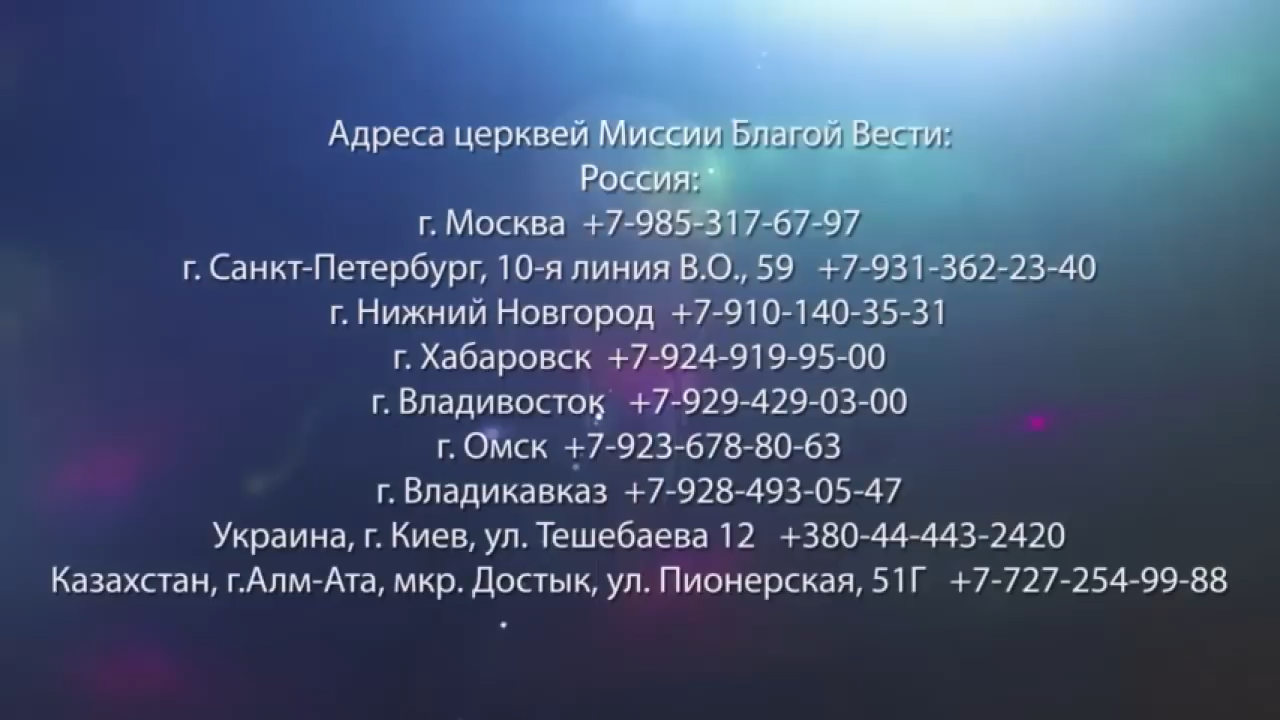 Адреса церквей Миссии Благой Вести:
Россия:
г. Москва +7-985-317-67-97
г. Санкт-Петербург, 10-я линия В.О., 59 +7-931-362-23-40
г. Нижний Новгород +7-910-140-35-31
г. Хабаровск +7-924-919-95-00
г. Владивосток +7-929-429-03-00
г. Омск +7-923-678-80-63
г. Владикавказ +7-928-493-05-47
Украина, г. Киев, ул. Тешебаева 12 +380-44-443-2420
Казахстан, г.Алм-Ата, мкр. Достык, ул. Пионерская, 51Г +7-727-254-99-88